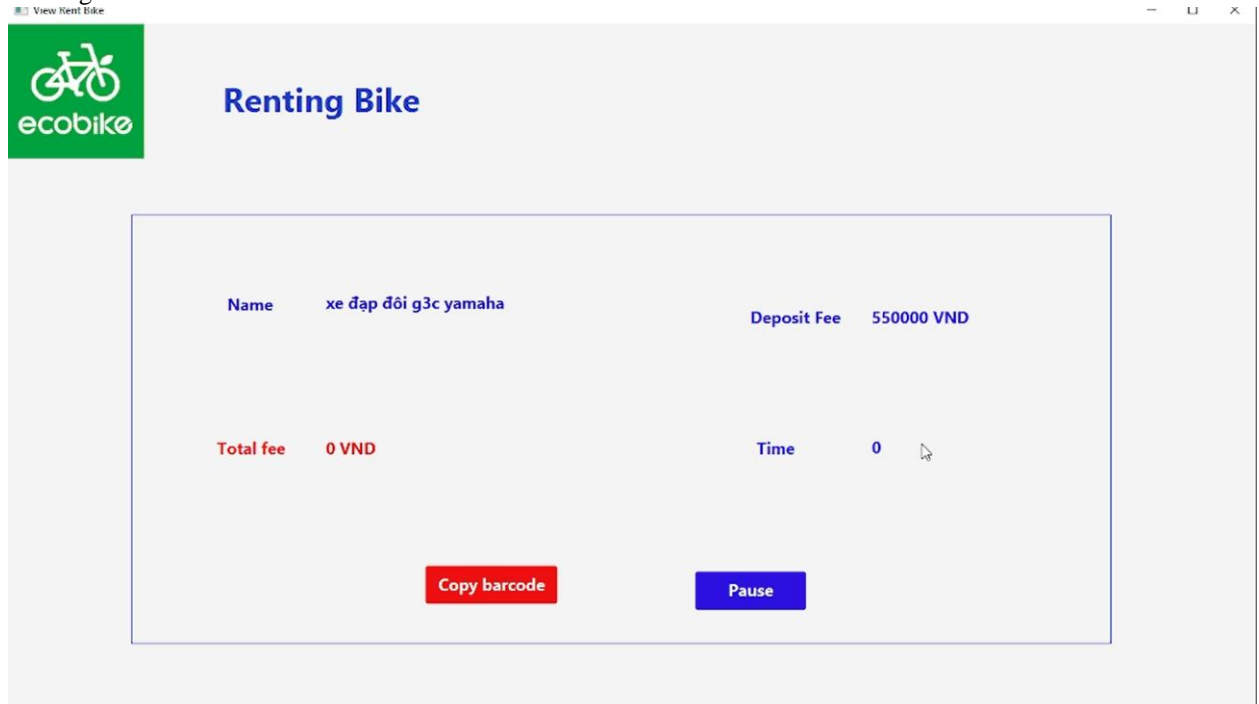 View Rent Bike
ecobike
Renting Bike
Name xe đạp đôi g3c yamaha
Deposit Fee 550000 VND
Total fee 0 VND
Time 0
Copy barcode
Pause